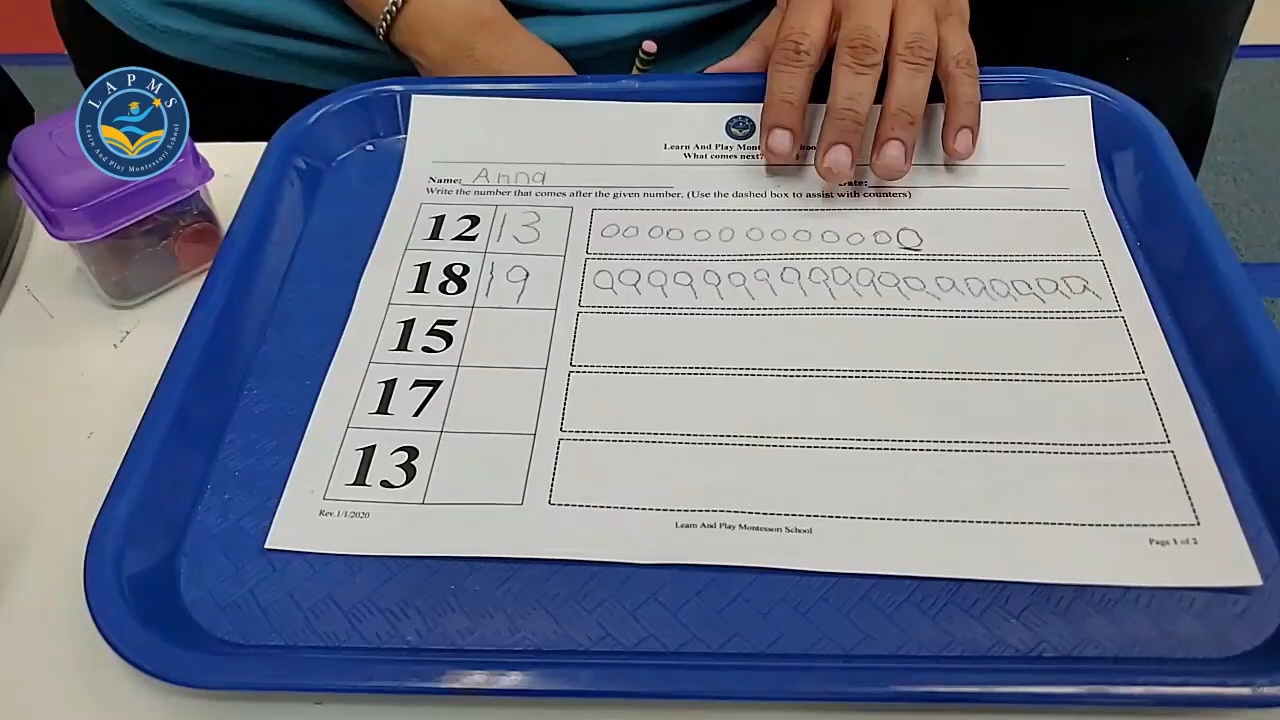 LAPMS
Learn And Play Montessori School
Learn And Play
What comes next?
Name: Anna Date:
Write the number that comes after the given number. (Use the dashed box to assist with counters)
12 13
18 19
15
17
13
Rev.1/1/2020
Learn And Play Montessori School
Page 1 of 2